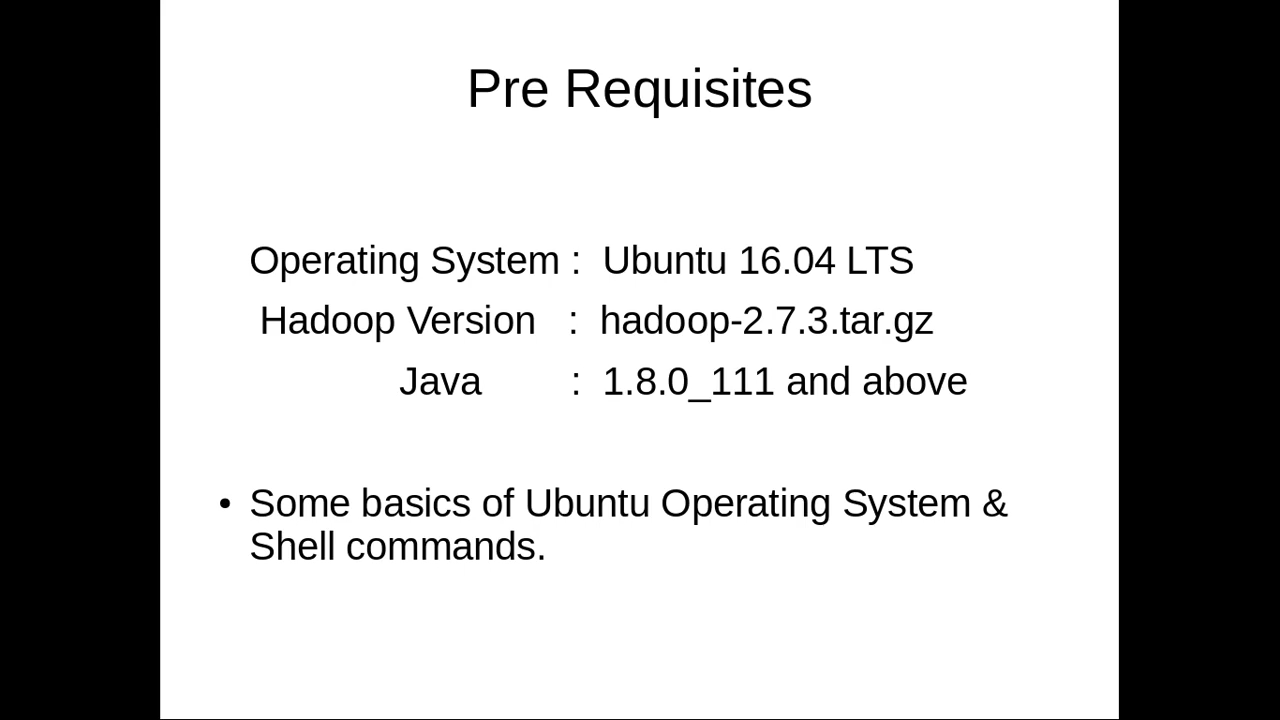 Pre Requisites
Operating System : Ubuntu 16.04 LTS
Hadoop Version : hadoop-2.7.3.tar.gz
Java : 1.8.0_111 and above
• Some basics of Ubuntu Operating System &
Shell commands.